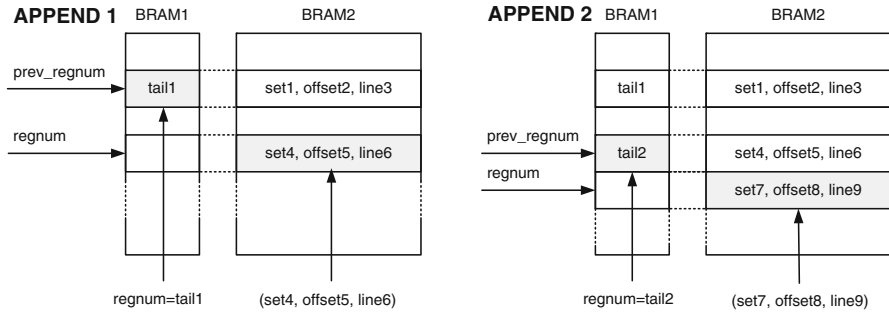 APPEND 1
BRAM1
BRAM2
prev_regnum
tail1
set1, offset2, line3
regnum
set4, offset5, line6
regnum=tail1
(set4, offset5, line6)
APPEND 2
BRAM1
BRAM2
tail1
set1, offset2, line3
prev_regnum
tail2
set4, offset5, line6
regnum
set7, offset8, line9
regnum=tail2
(set7, offset8, line9)